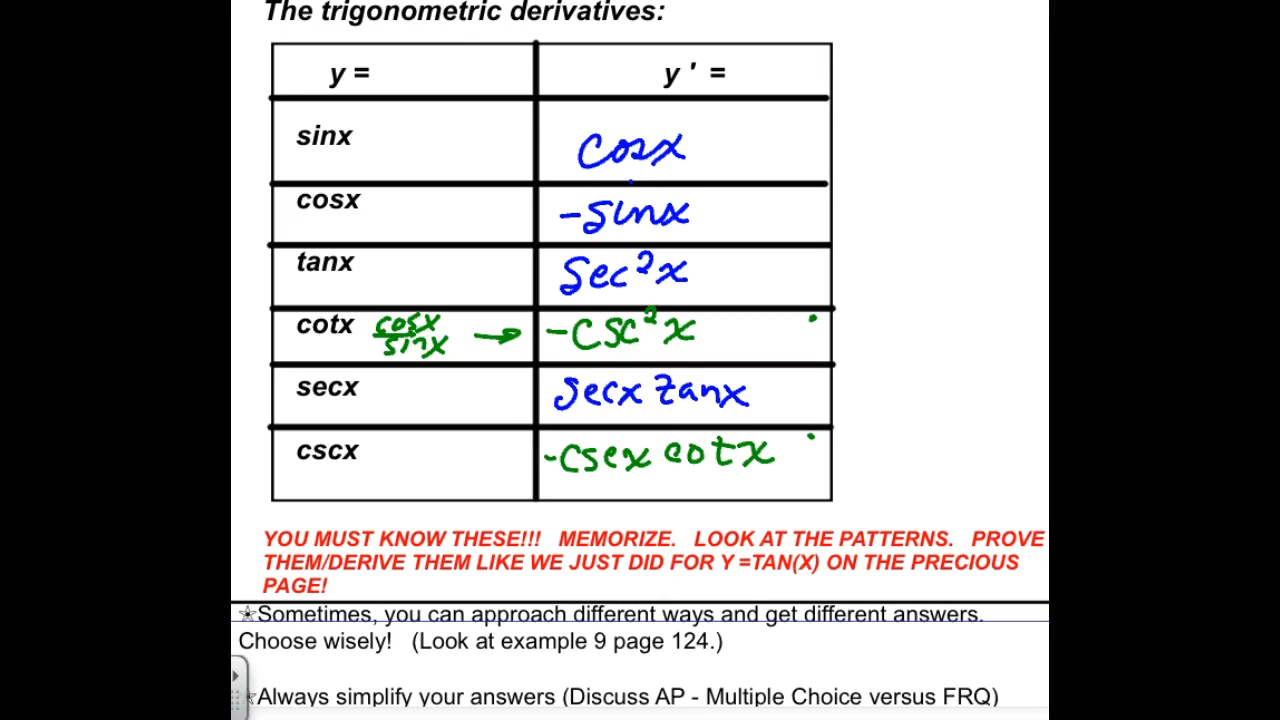 The trigonometric derivatives:
y = y ' =
sinx cosx
cosx -sinx
tanx sec²x
cotx cosx/sinx → -csc²x
secx secx tanx
cscx -cscx cotx
YOU MUST KNOW THESE!!! MEMORIZE. LOOK AT THE PATTERNS. PROVE
THEM/DERIVE THEM LIKE WE JUST DID FOR Y =TAN(X) ON THE PRECIOUS
PAGE!
✭Sometimes, you can approach different ways and get different answers.
Choose wisely! (Look at example 9 page 124.)
✭Always simplify your answers (Discuss AP - Multiple Choice versus FRQ)